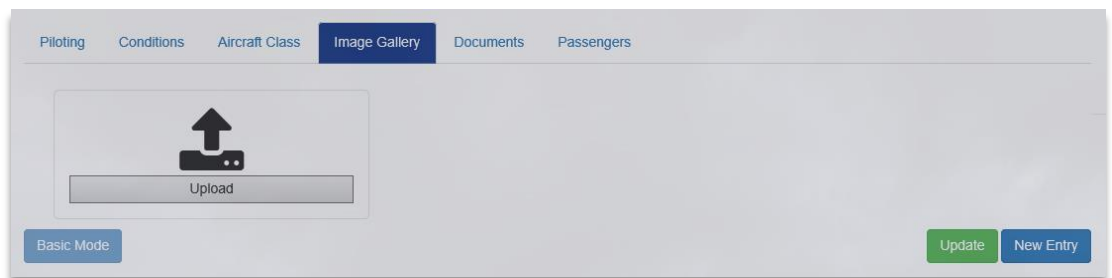 Piloting Conditions Aircraft Class Image Gallery Documents Passengers
Upload
Basic Mode Update New Entry